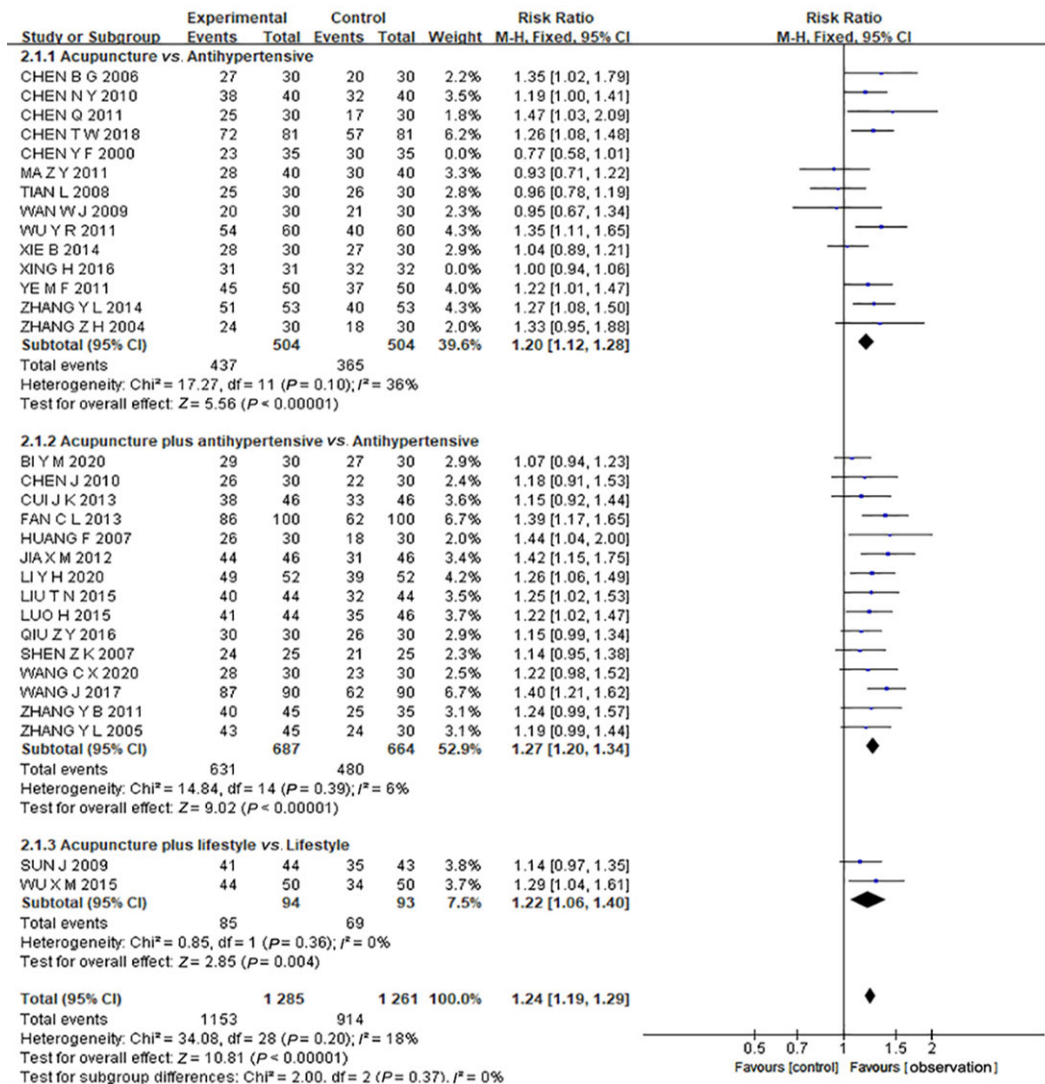 Experimental Control Risk Ratio Risk Ratio
Study or Subgroup Events Total Events Total Weight M-H, Fixed, 95% CI M-H, Fixed, 95% CI
2.1.1 Acupuncture vs. Antihypertensive
CHEN B G 2006 27 30 20 30 2.2% 1.35 [1.02, 1.79]
CHEN N Y 2010 38 40 32 40 3.5% 1.19 [1.00, 1.41]
CHEN Q 2011 25 30 17 30 1.8% 1.47 [1.03, 2.09]
CHEN T W 2018 72 81 57 81 6.2% 1.26 [1.08, 1.48]
CHEN Y F 2000 23 35 30 35 0.0% 0.77 [0.58, 1.01]
MA Z Y 2011 28 40 30 40 3.2% 0.93 [0.71, 1.22]
TIAN L 2008 25 30 26 30 2.8% 0.96 [0.78, 1.19]
WAN W J 2009 20 30 21 30 2.3% 0.95 [0.67, 1.34]
WU Y R 2011 54 60 40 60 4.3% 1.35 [1.11, 1.65]
XIE B 2014 28 30 27 30 2.9% 1.04 [0.89, 1.21]
XING H 2016 31 31 32 32 0.0% 1.00 [0.94, 1.06]
YE M F 2011 45 50 37 50 4.0% 1.22 [1.01, 1.47]
ZHANG Y L 2014 51 53 40 53 4.3% 1.27 [1.08, 1.50]
ZHANG Z H 2004 24 30 18 30 2.0% 1.33 [0.95, 1.88]
Subtotal (95% CI) 504 504 39.6% 1.20 [1.12, 1.28]
Total events 437 365
Heterogeneity: Chi² = 17.27, df = 11 (P = 0.10); I² = 36%
Test for overall effect: Z = 5.56 (P < 0.00001)
2.1.2 Acupuncture plus antihypertensive vs. Antihypertensive
BI Y M 2020 29 30 27 30 2.9% 1.07 [0.94, 1.23]
CHEN J 2010 26 30 22 30 2.4% 1.18 [0.91, 1.53]
CUI J K 2013 38 46 33 46 3.6% 1.15 [0.92, 1.44]
FAN C L 2013 86 100 62 100 6.7% 1.39 [1.17, 1.65]
HUANG F 2007 26 30 18 30 2.0% 1.44 [1.04, 2.00]
JIA X M 2012 44 46 31 46 3.4% 1.42 [1.15, 1.75]
LI Y H 2020 49 52 39 52 4.2% 1.26 [1.06, 1.49]
LIU T N 2015 40 44 32 44 3.5% 1.25 [1.02, 1.53]
LUO H 2015 41 44 35 46 3.7% 1.22 [1.02, 1.47]
QIU Z Y 2016 30 30 26 30 2.9% 1.15 [0.99, 1.34]
SHEN Z K 2007 24 25 21 25 2.3% 1.14 [0.95, 1.38]
WANG C X 2020 28 30 23 30 2.5% 1.22 [0.98, 1.52]
WANG J 2017 87 90 62 90 6.7% 1.40 [1.21, 1.62]
ZHANG Y B 2011 40 45 25 35 3.1% 1.24 [0.99, 1.57]
ZHANG Y L 2005 43 45 24 30 3.1% 1.19 [0.99, 1.44]
Subtotal (95% CI) 687 664 52.9% 1.27 [1.20, 1.34]
Total events 631 480
Heterogeneity: Chi² = 14.84, df = 14 (P = 0.39); I² = 6%
Test for overall effect: Z = 9.02 (P < 0.00001)
2.1.3 Acupuncture plus lifestyle vs. Lifestyle
SUN J 2009 41 44 35 43 3.8% 1.14 [0.97, 1.35]
WU X M 2015 44 50 34 50 3.7% 1.29 [1.04, 1.61]
Subtotal (95% CI) 94 93 7.5% 1.22 [1.06, 1.40]
Total events 85 69
Heterogeneity: Chi² = 0.85, df = 1 (P = 0.36); I² = 0%
Test for overall effect: Z = 2.85 (P = 0.004)
Total (95% CI) 1 285 1 261 100.0% 1.24 [1.19, 1.29]
Total events 1153 914
Heterogeneity: Chi² = 34.08, df = 28 (P = 0.20); I² = 18%
Test for overall effect: Z = 10.81 (P < 0.00001)
Test for subgroup differences: Chi² = 2.00, df = 2 (P = 0.37), I² = 0%
0.5 0.7 1 1.5 2
Favours [control] Favours [observation]